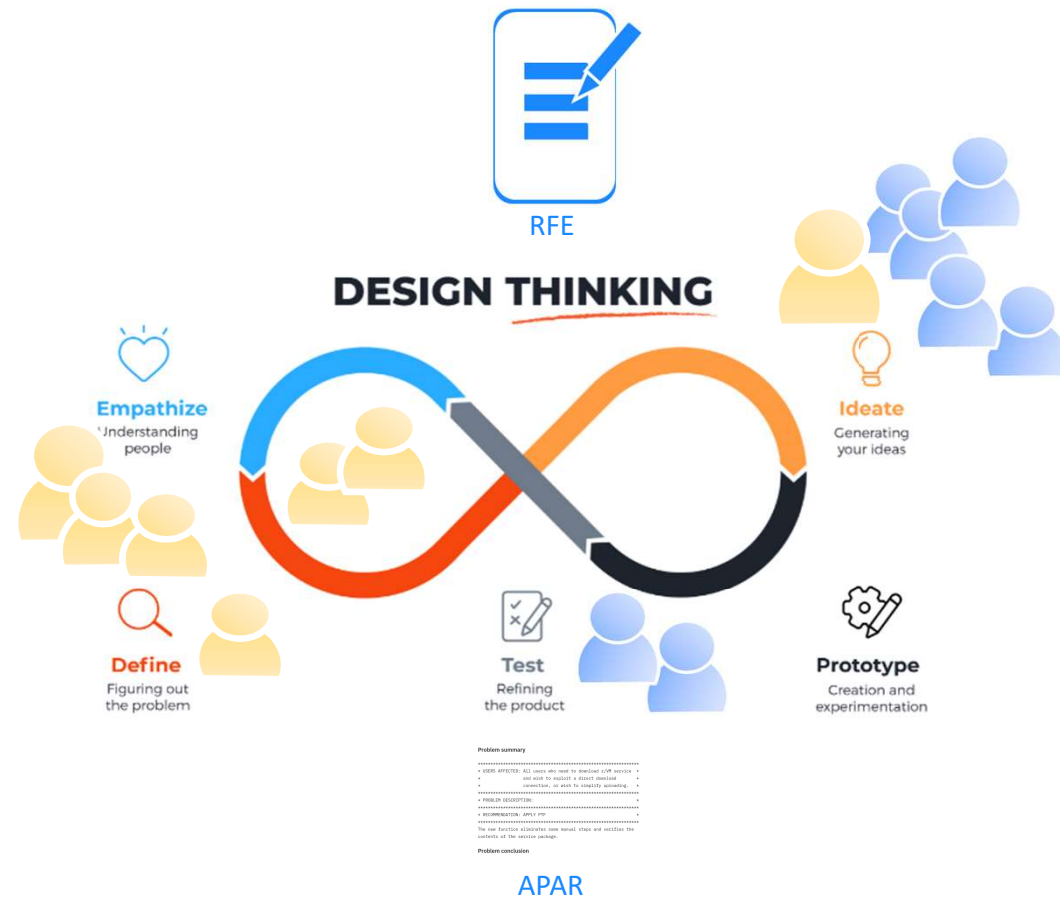 RFE
DESIGN THINKING
Empathize
Understanding
people
Ideate
Generating
your ideas
Define
Figuring out
the problem
Test
Refining
the product
Prototype
Creation and
experimentation
Problem summary
****************************************************************
* USERS AFFECTED: All users who need to download z/VM service *
* and wish to exploit a direct download *
* connection, or wish to simplify uploading. *
****************************************************************
* PROBLEM DESCRIPTION: *
****************************************************************
* RECOMMENDATION: APPLY PTF *
****************************************************************
The new function eliminates some manual steps and verifies the
contents of the service package.
Problem conclusion
APAR